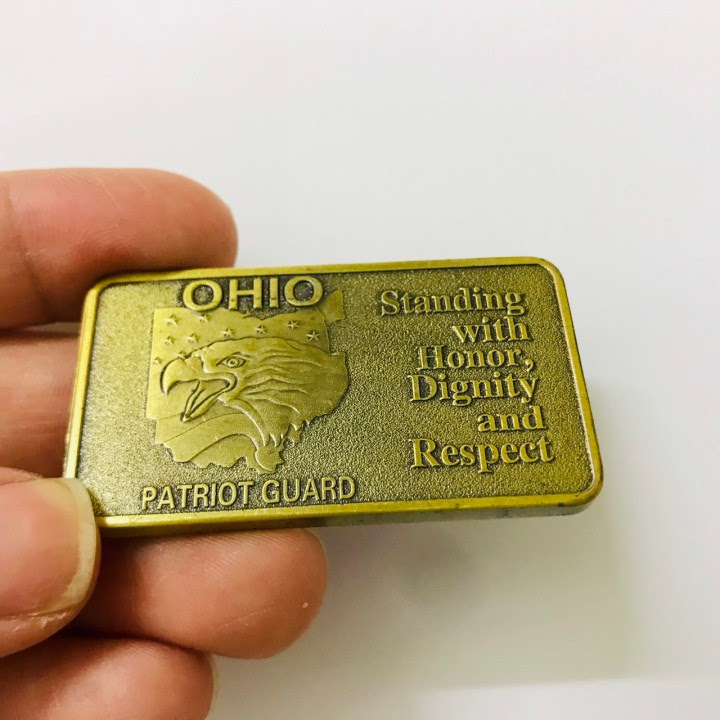 OHIO
PATRIOT GUARD
Standing
with
Honor,
Dignity
and
Respect